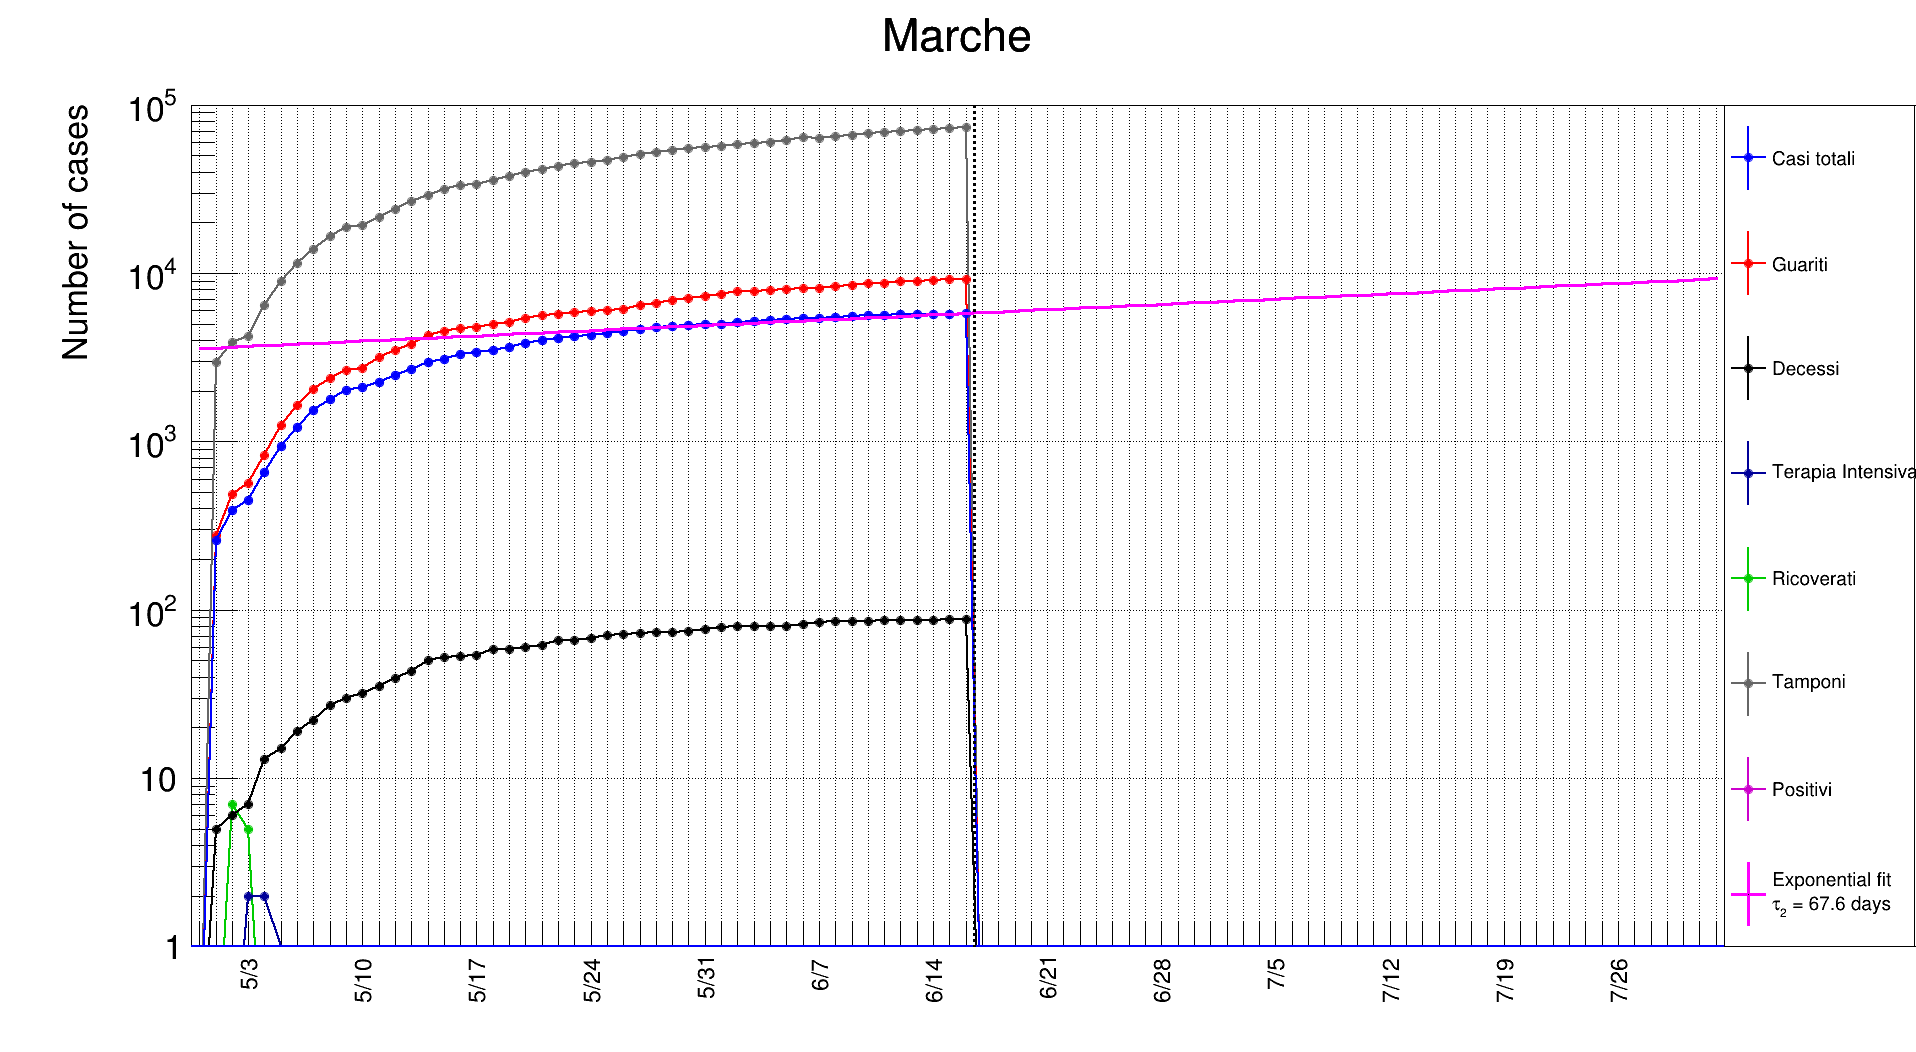 Marche
Number of cases
10^5
10^4
10^3
10^2
10
1
5/3
5/10
5/17
5/24
5/31
6/7
6/14
6/21
6/28
7/5
7/12
7/19
7/26
Casi totali
Guariti
Decessi
Terapia Intensiva
Ricoverati
Tamponi
Positivi
Exponential fit
τ₂ = 67.6 days